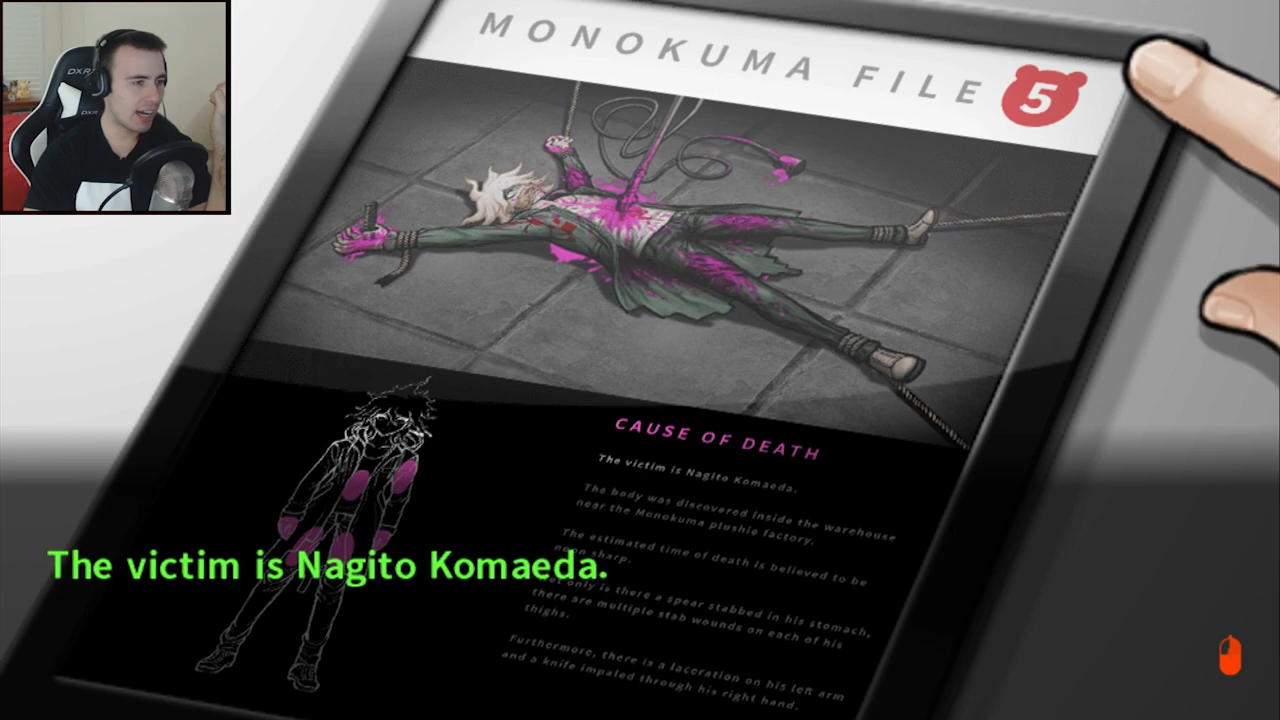 DXR
DXR
MONOKUMA FILE
5
CAUSE OF DEATH
The victim is Nagito Komaeda.
The body was discovered inside the warehouse
near the Monokuma plushie factory.
The estimated time of death is believed to be
noon sharp.
Not only is there a spear stabbed in his stomach,
there are multiple stab wounds on each of his
thighs.
Furthermore, there is a laceration on his left arm
and a knife impaled through his right hand.
The victim is Nagito Komaeda.